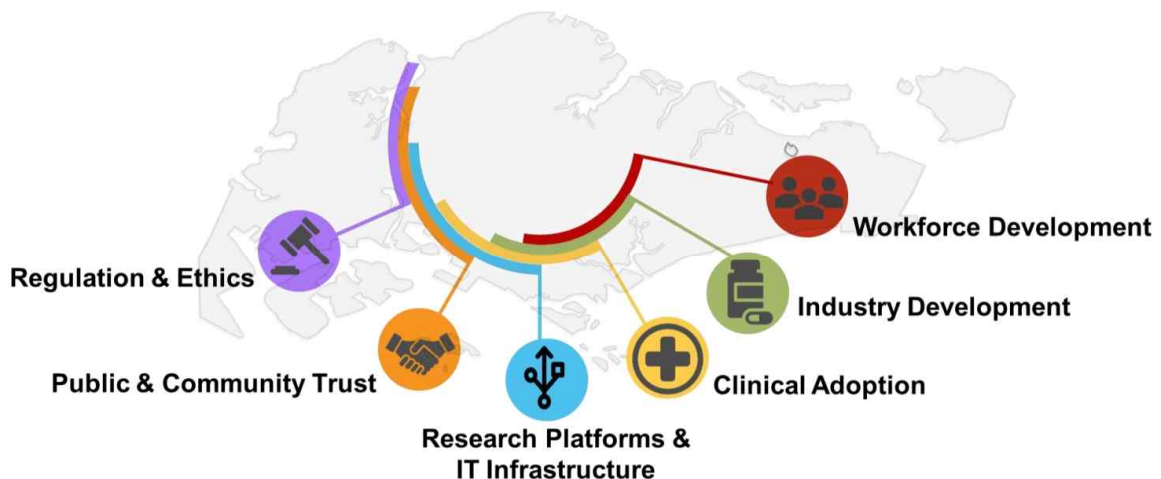 Regulation & Ethics
Public & Community Trust
Research Platforms &
IT Infrastructure
Clinical Adoption
Industry Development
Workforce Development